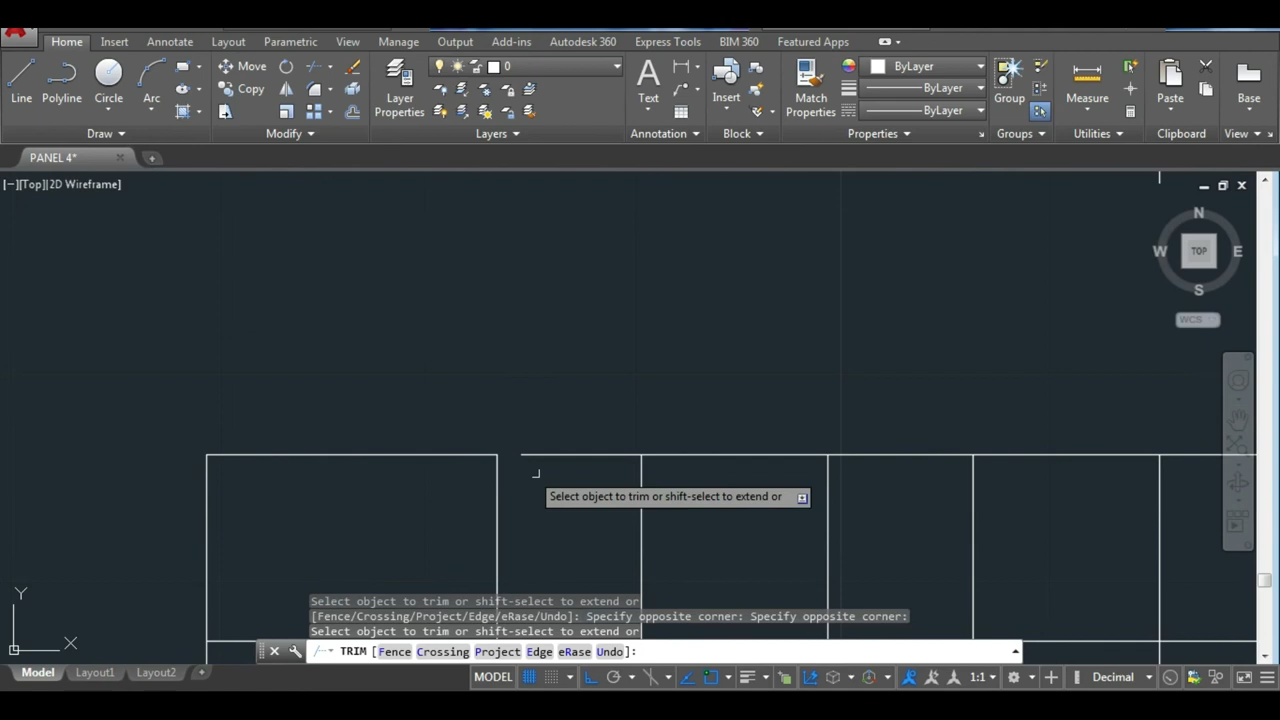 Home Insert Annotate Layout Parametric View Manage Output Add-ins Autodesk 360 Express Tools BIM 360 Featured Apps
Move
0
ByLayer
Copy
ByLayer
ByLayer
Line Polyline Circle Arc
Layer
Properties
Text
Insert
Match
Properties
Group
Measure
Paste
Base
Draw Modify Layers Annotation Block Properties Groups Utilities Clipboard View
PANEL 4*
[−][Top][2D Wireframe]
N
W TOP E
S
WCS
Select object to trim or shift-select to extend or
Y
X
Select object to trim or shift-select to extend or
[Fence/Crossing/Project/Edge/eRase/Undo]: Specify opposite corner: Specify opposite corner:
Select object to trim or shift-select to extend or
TRIM [Fence Crossing Project Edge eRase Undo]:
Model Layout1 Layout2
MODEL 1:1 Decimal